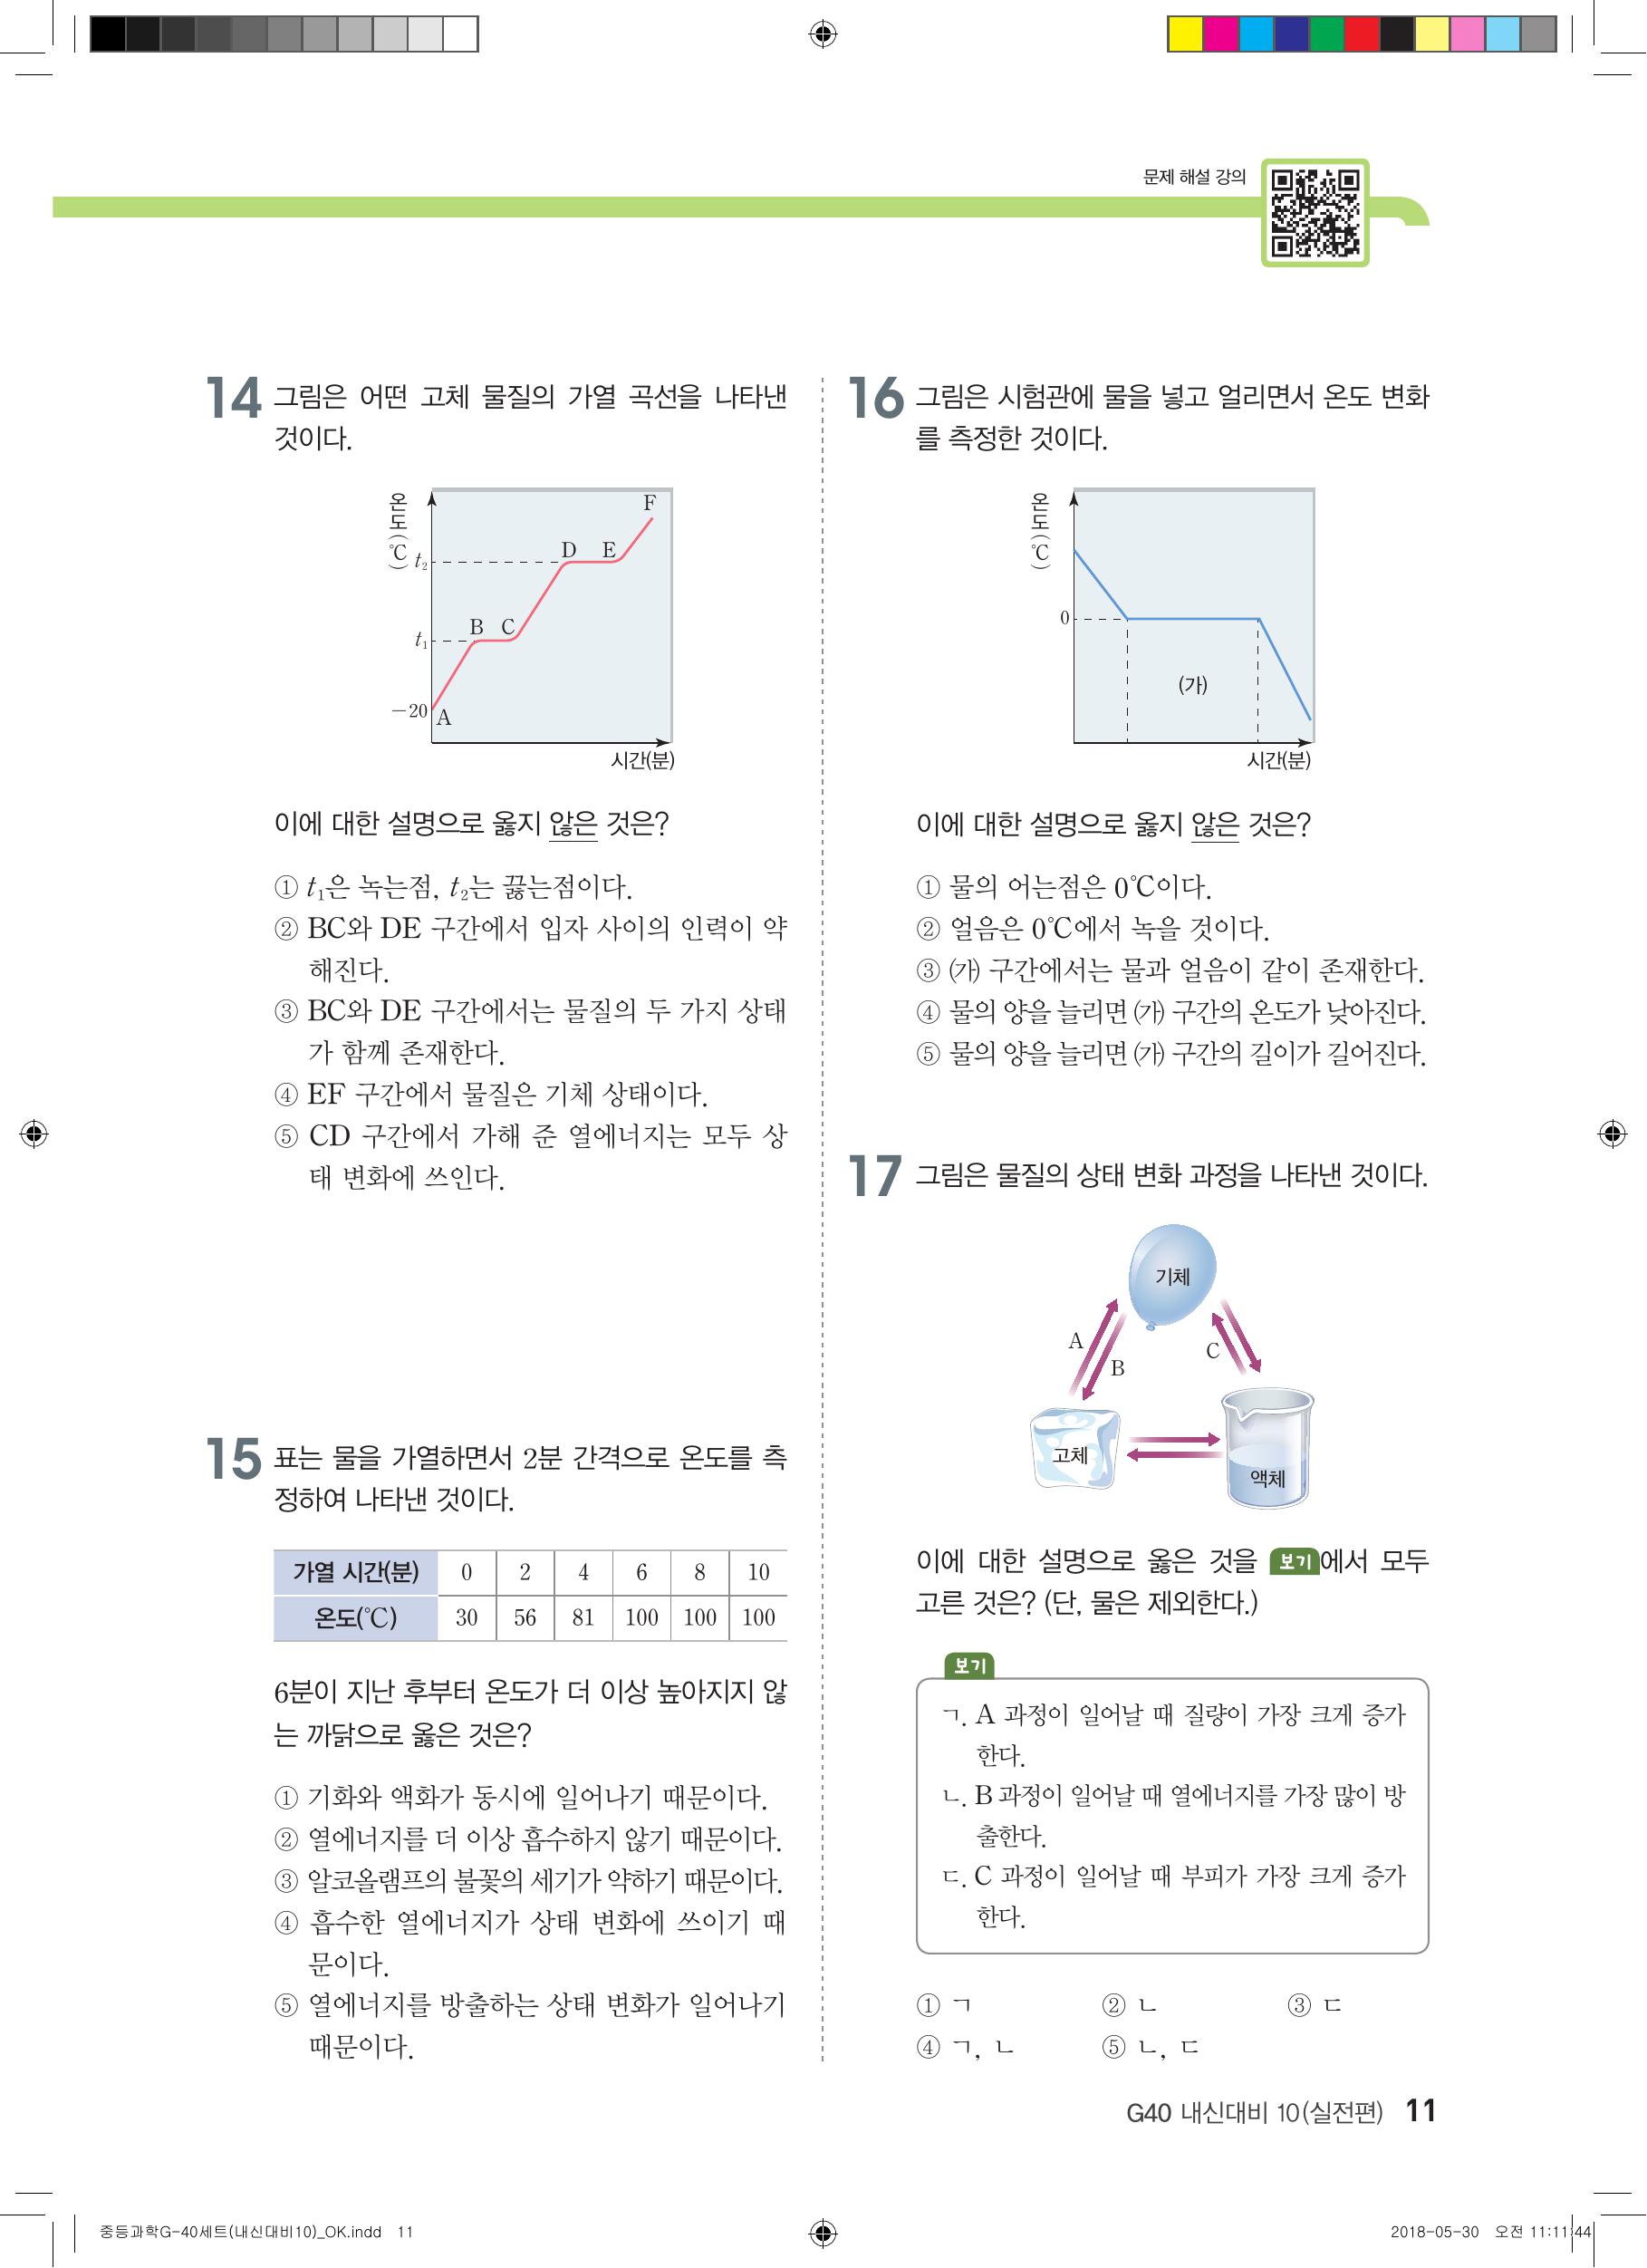 문제 해설 강의
14 그림은 어떤 고체 물질의 가열 곡선을 나타낸
것이다.
온도(℃)
F
D E
t₂
B C
t₁
-20
A
시간(분)
이에 대한 설명으로 옳지 않은 것은?
① t₁은 녹는점, t₂는 끓는점이다.
② BC와 DE 구간에서 입자 사이의 인력이 약
해진다.
③ BC와 DE 구간에서는 물질의 두 가지 상태
가 함께 존재한다.
④ EF 구간에서 물질은 기체 상태이다.
⑤ CD 구간에서 가해 준 열에너지는 모두 상
태 변화에 쓰인다.
15 표는 물을 가열하면서 2분 간격으로 온도를 측
정하여 나타낸 것이다.
가열 시간(분) 0 2 4 6 8 10
온도(℃) 30 56 81 100 100 100
6분이 지난 후부터 온도가 더 이상 높아지지 않
는 까닭으로 옳은 것은?
① 기화와 액화가 동시에 일어나기 때문이다.
② 열에너지를 더 이상 흡수하지 않기 때문이다.
③ 알코올램프의 불꽃의 세기가 약하기 때문이다.
④ 흡수한 열에너지가 상태 변화에 쓰이기 때
문이다.
⑤ 열에너지를 방출하는 상태 변화가 일어나기
때문이다.
16 그림은 시험관에 물을 넣고 얼리면서 온도 변화
를 측정한 것이다.
온도(℃)
0
(가)
시간(분)
이에 대한 설명으로 옳지 않은 것은?
① 물의 어는점은 0℃이다.
② 얼음은 0℃에서 녹을 것이다.
③ ㈎ 구간에서는 물과 얼음이 같이 존재한다.
④ 물의 양을 늘리면 ㈎ 구간의 온도가 낮아진다.
⑤ 물의 양을 늘리면 ㈎ 구간의 길이가 길어진다.
17 그림은 물질의 상태 변화 과정을 나타낸 것이다.
기체
A
B
C
고체
액체
이에 대한 설명으로 옳은 것을 보기에서 모두
고른 것은? (단, 물은 제외한다.)
보기
ㄱ. A 과정이 일어날 때 질량이 가장 크게 증가
한다.
ㄴ. B 과정이 일어날 때 열에너지를 가장 많이 방
출한다.
ㄷ. C 과정이 일어날 때 부피가 가장 크게 증가
한다.
① ㄱ ② ㄴ ③ ㄷ
④ ㄱ, ㄴ ⑤ ㄴ, ㄷ
G40 내신대비 10(실전편) 11
중등과학G-40세트(내신대비10)_OK.indd 11
2018-05-30 오전 11:11:44